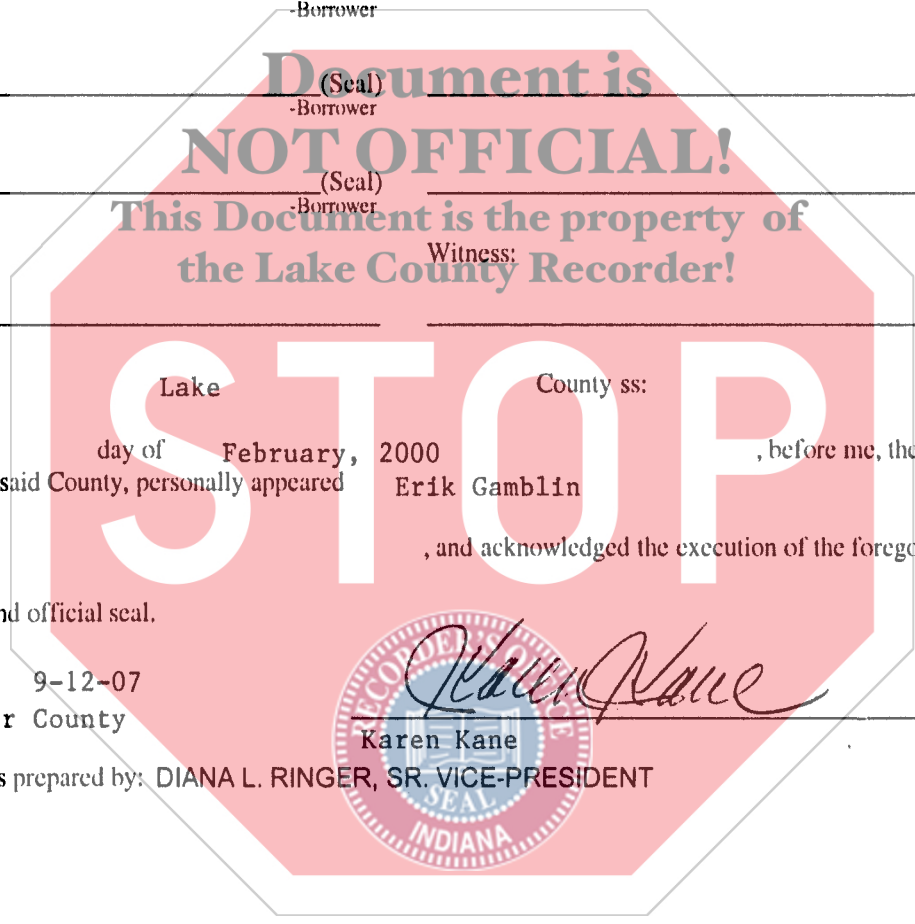 -Borrower
Document is
(Seal)
-Borrower
NOT OFFICIAL!
(Seal)
-Borrower
This Document is the property of
Witness:
the Lake County Recorder!
STOP
Lake County ss:
day of February, 2000 , before me, the
said County, personally appeared Erik Gamblin
, and acknowledged the execution of the forego
nd official seal.
Karen Kane
9-12-07
r County
Karen Kane
s prepared by: DIANA L. RINGER, SR. VICE-PRESIDENT
RECORDER'S OFFICE
SEAL
INDIANA